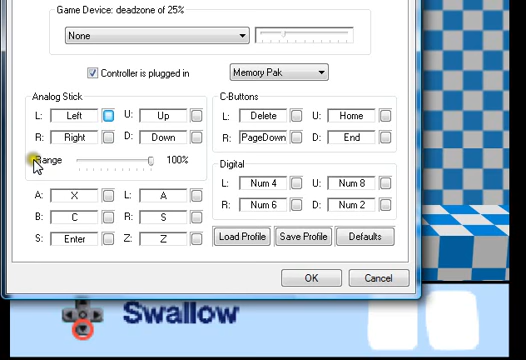 Game Device: deadzone of 25%
None
Controller is plugged in
Memory Pak
Analog Stick
C-Buttons
L: Left U: Up
L: Delete U: Home
R: Right D: Down
R: PageDown D: End
Range 100%
Digital
L: Num 4 U: Num 8
A: X L: A
R: Num 6 D: Num 2
B: C R: S
S: Enter Z: Z
Load Profile Save Profile Defaults
OK Cancel
Swallow